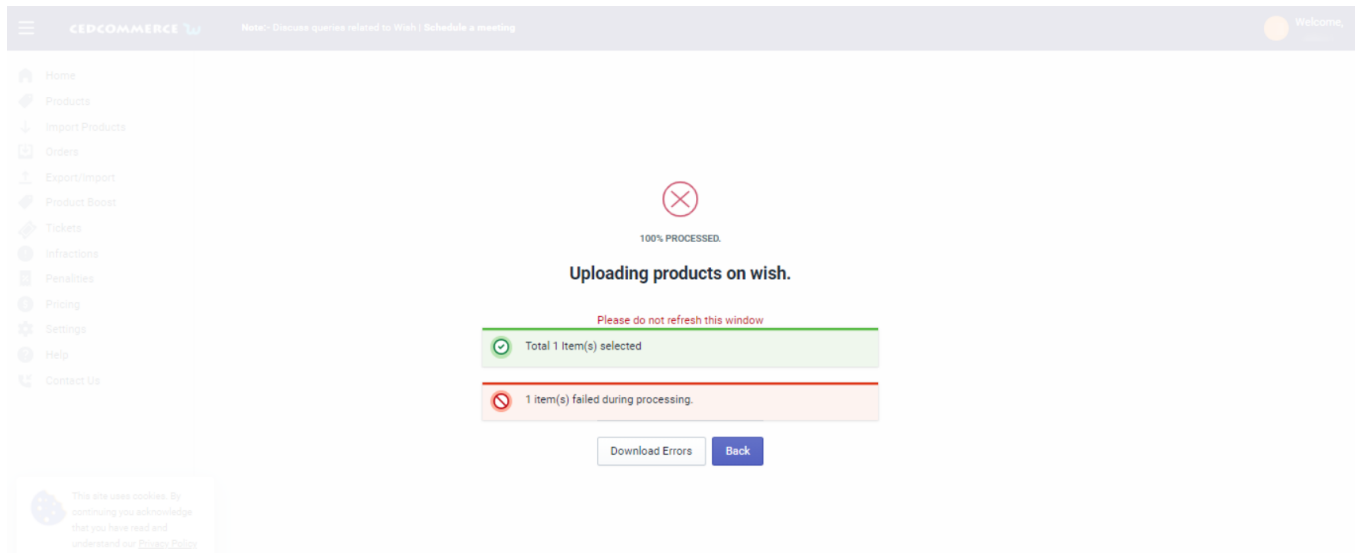 CEDCOMMERCE
Note:- Discuss queries related to Wish | Schedule a meeting
Welcome,
Home
Products
Import Products
Orders
Export/Import
Product Boost
Tickets
Infractions
Penalities
Pricing
Settings
Help
Contact Us
100% PROCESSED.
Uploading products on wish.
Please do not refresh this window
Total 1 Item(s) selected
1 item(s) failed during processing.
Download Errors
Back
This site uses cookies. By
continuing you acknowledge
that you have read and
understand our Privacy Policy